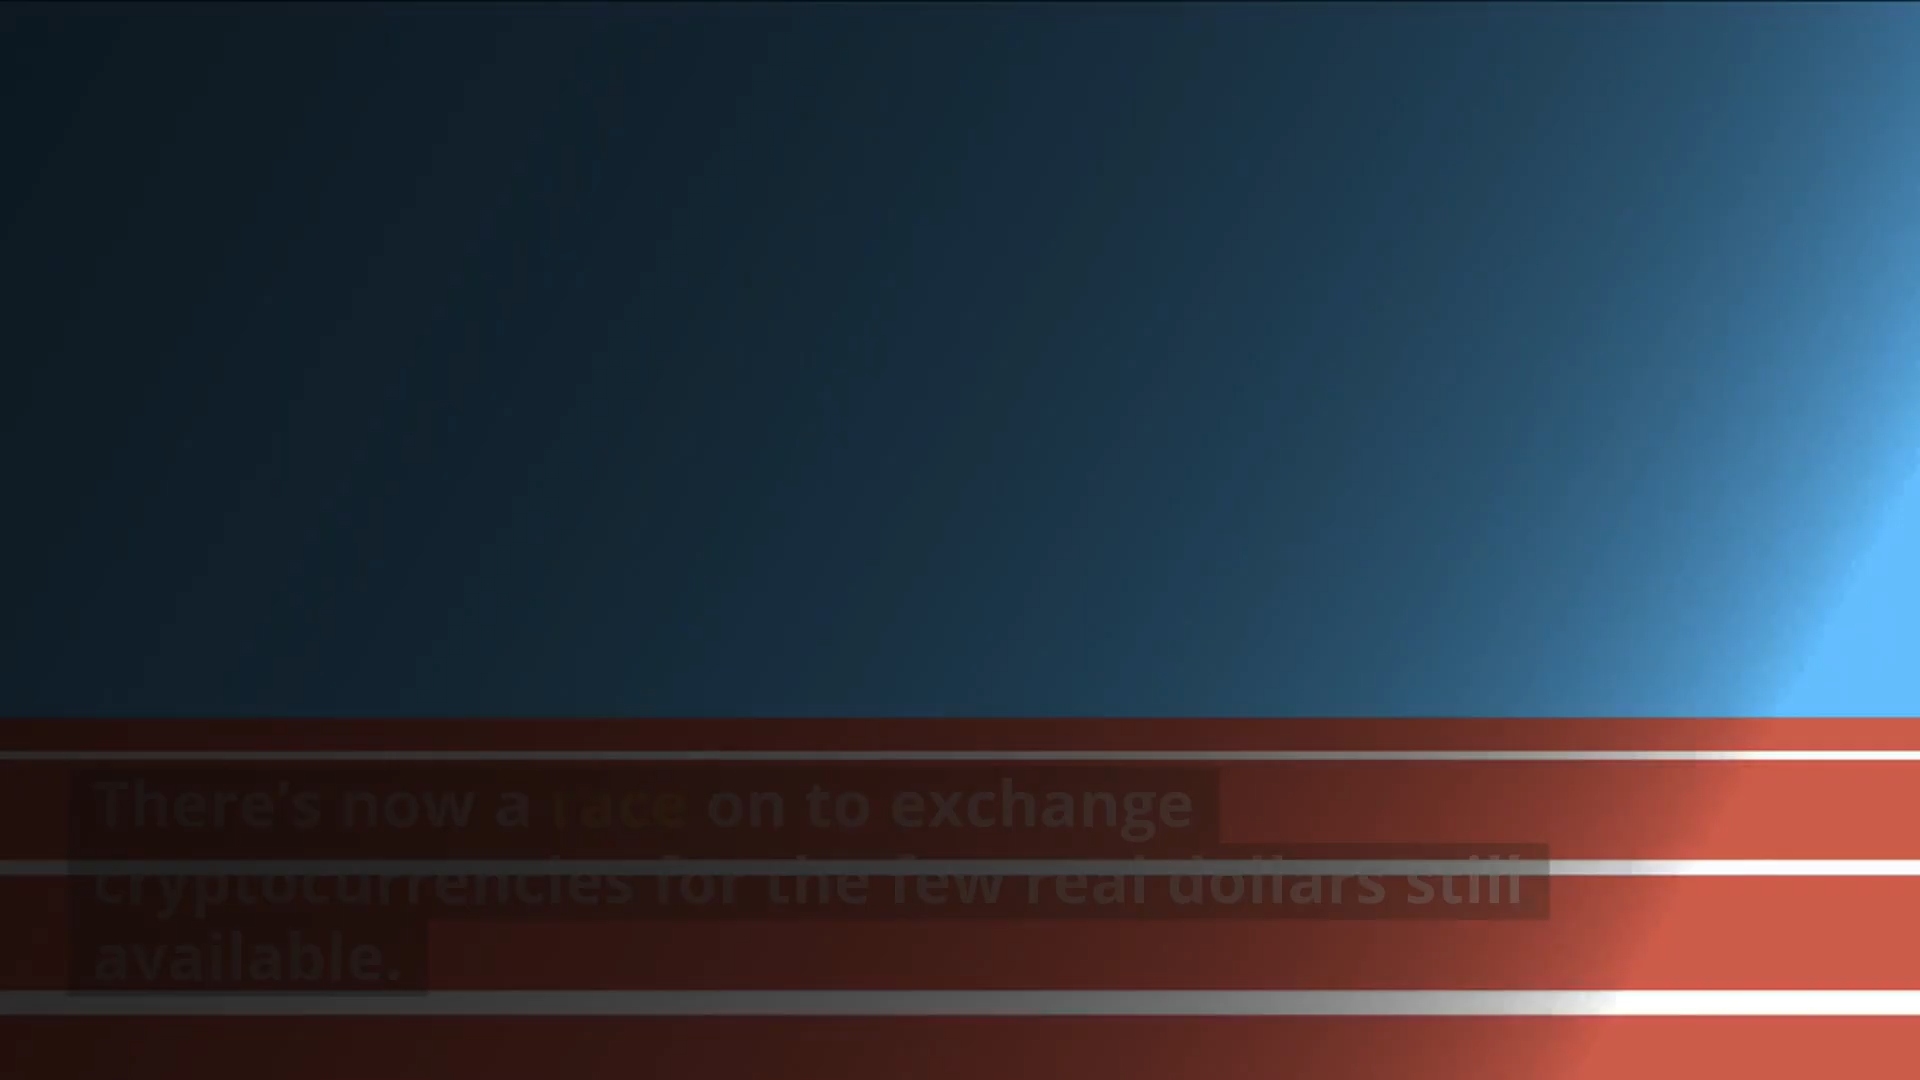 There's now a race on to exchange
cryptocurrencies for the few real dollars still
available.